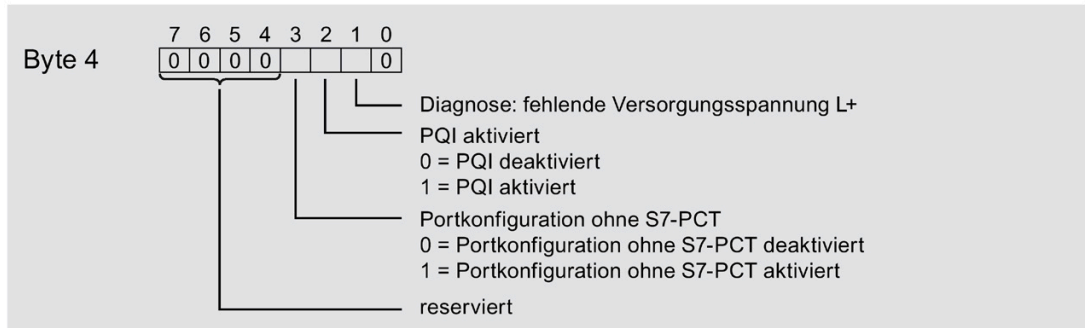 7 6 5 4 3 2 1 0
Byte 4 0 0 0 0 0
Diagnose: fehlende Versorgungsspannung L+
PQI aktiviert
0 = PQI deaktiviert
1 = PQI aktiviert
Portkonfiguration ohne S7-PCT
0 = Portkonfiguration ohne S7-PCT deaktiviert
1 = Portkonfiguration ohne S7-PCT aktiviert
reserviert